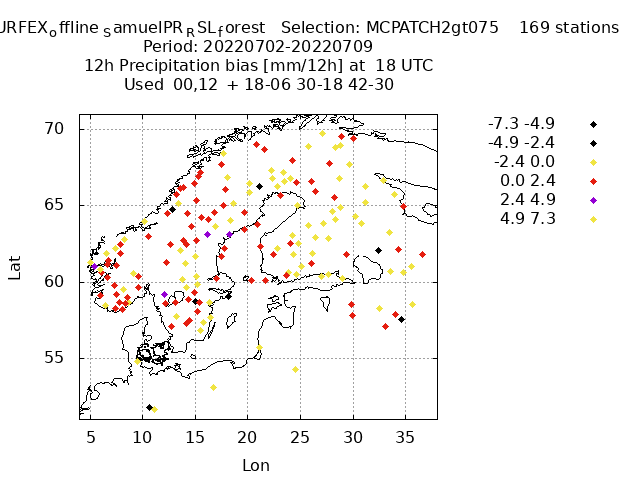 URFEXoffline SamuelPRRSLforest Selection: MCPATCH2gt075 169 stations
Period: 20220702-20220709
12h Precipitation bias [mm/12h] at 18 UTC
Used 00,12 + 18-06 30-18 42-30
-7.3 -4.9
-4.9 -2.4
-2.4 0.0
0.0 2.4
2.4 4.9
4.9 7.3
70
65
60
55
Lat
5 10 15 20 25 30 35
Lon